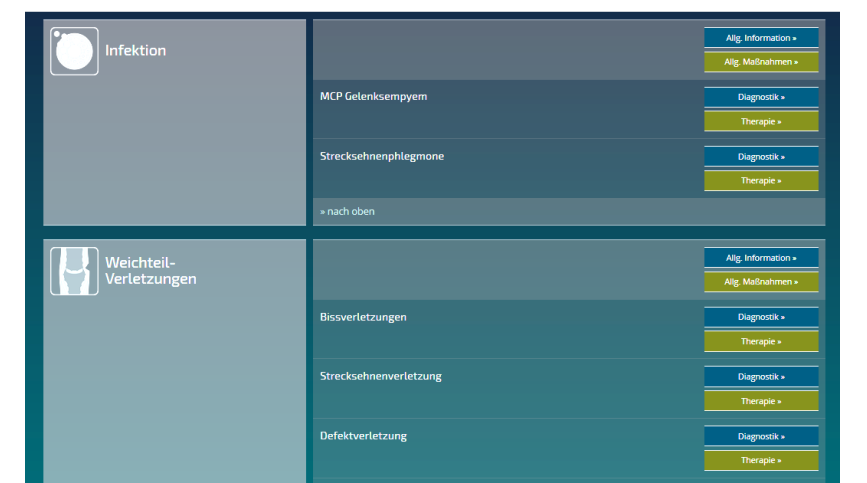 Infektion
Allg. Information »
Allg. Maßnahmen »
MCP Gelenksempyem
Diagnostik »
Therapie »
Strecksehnenphlegmone
Diagnostik »
Therapie »
» nach oben
Weichteil-
Verletzungen
Allg. Information »
Allg. Maßnahmen »
Bissverletzungen
Diagnostik »
Therapie »
Strecksehnenverletzung
Diagnostik »
Therapie »
Defektverletzung
Diagnostik »
Therapie »